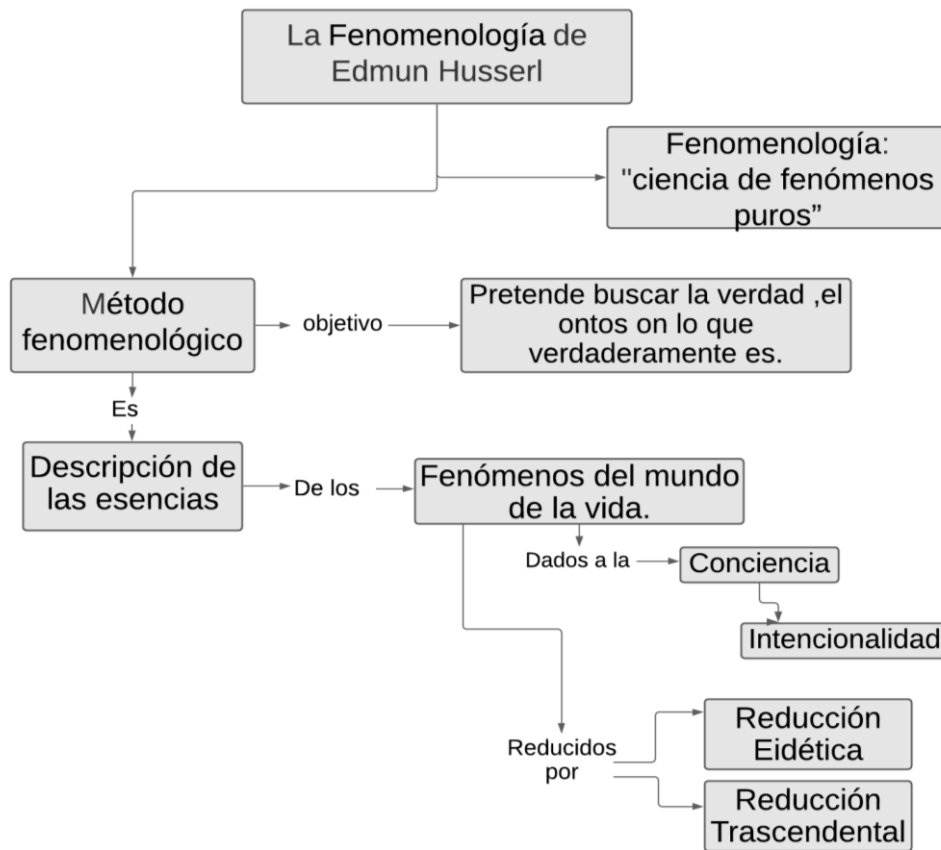 La Fenomenología de
Edmun Husserl
Fenomenología:
"ciencia de fenómenos
puros”
Método
fenomenológico
objetivo
Pretende buscar la verdad ,el
ontos on lo que
verdaderamente es.
Es
Descripción de
las esencias
De los
Fenómenos del mundo
de la vida.
Dados a la
Conciencia
Intencionalidad
Reducidos
por
Reducción
Eidética
Reducción
Trascendental